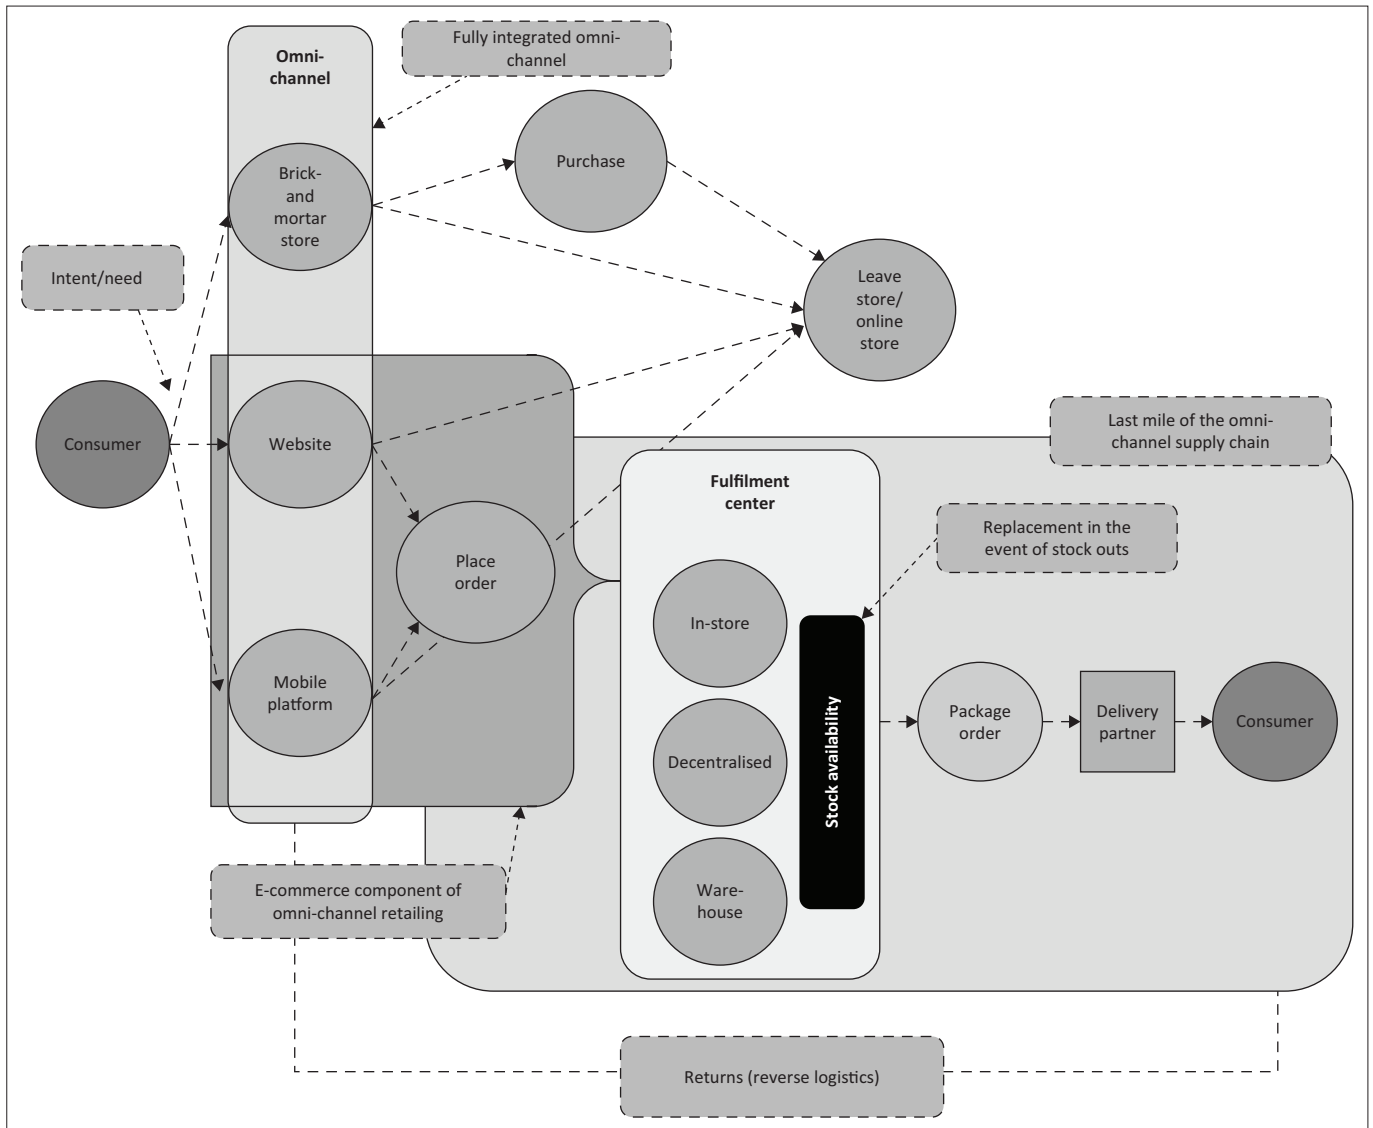 Omni-
channel
Fully integrated omni-
channel
Brick-
and
mortar
store
Purchase
Intent/need
Leave
store/
online
store
Consumer
Website
Last mile of the omni-
channel supply chain
Fulfilment
center
Replacement in the
event of stock outs
Place
order
In-store
Mobile
platform
Stock availability
Package
order
Delivery
partner
Consumer
Decentralised
E-commerce component of
omni-channel retailing
Ware-
house
Returns (reverse logistics)